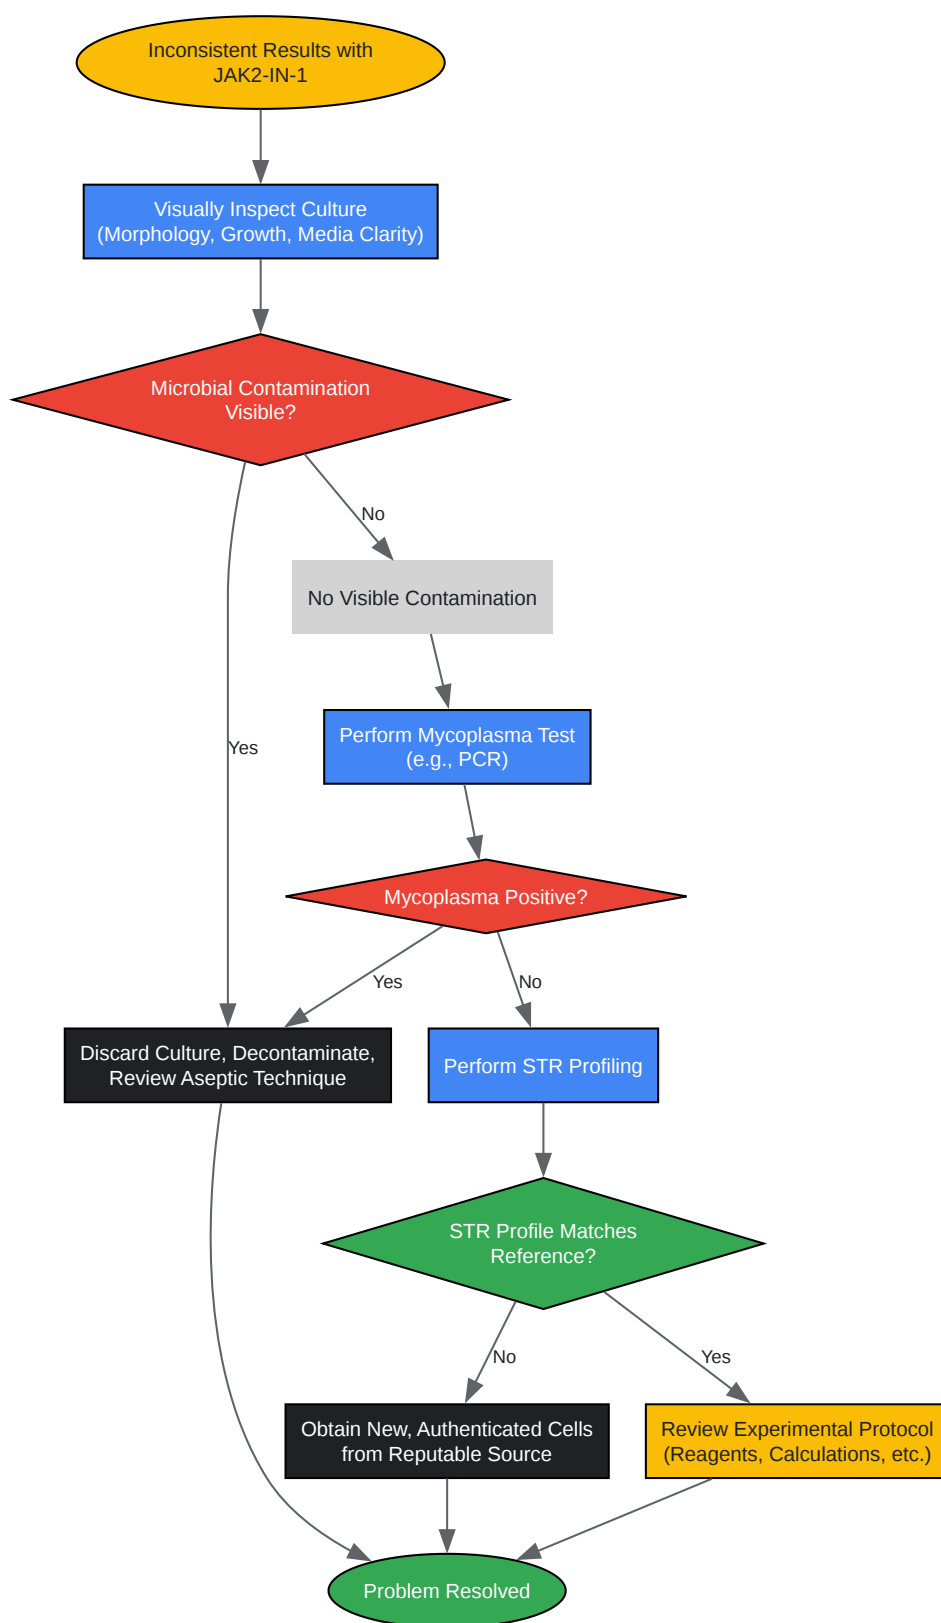 Inconsistent Results with
JAK2-IN-1
Visually Inspect Culture
(Morphology, Growth, Media Clarity)
Microbial Contamination
Visible?
No
No Visible Contamination
Yes
Perform Mycoplasma Test
(e.g., PCR)
Mycoplasma Positive?
Yes
No
Discard Culture, Decontaminate,
Review Aseptic Technique
Perform STR Profiling
STR Profile Matches
Reference?
No
Yes
Obtain New, Authenticated Cells
from Reputable Source
Review Experimental Protocol
(Reagents, Calculations, etc.)
Problem Resolved